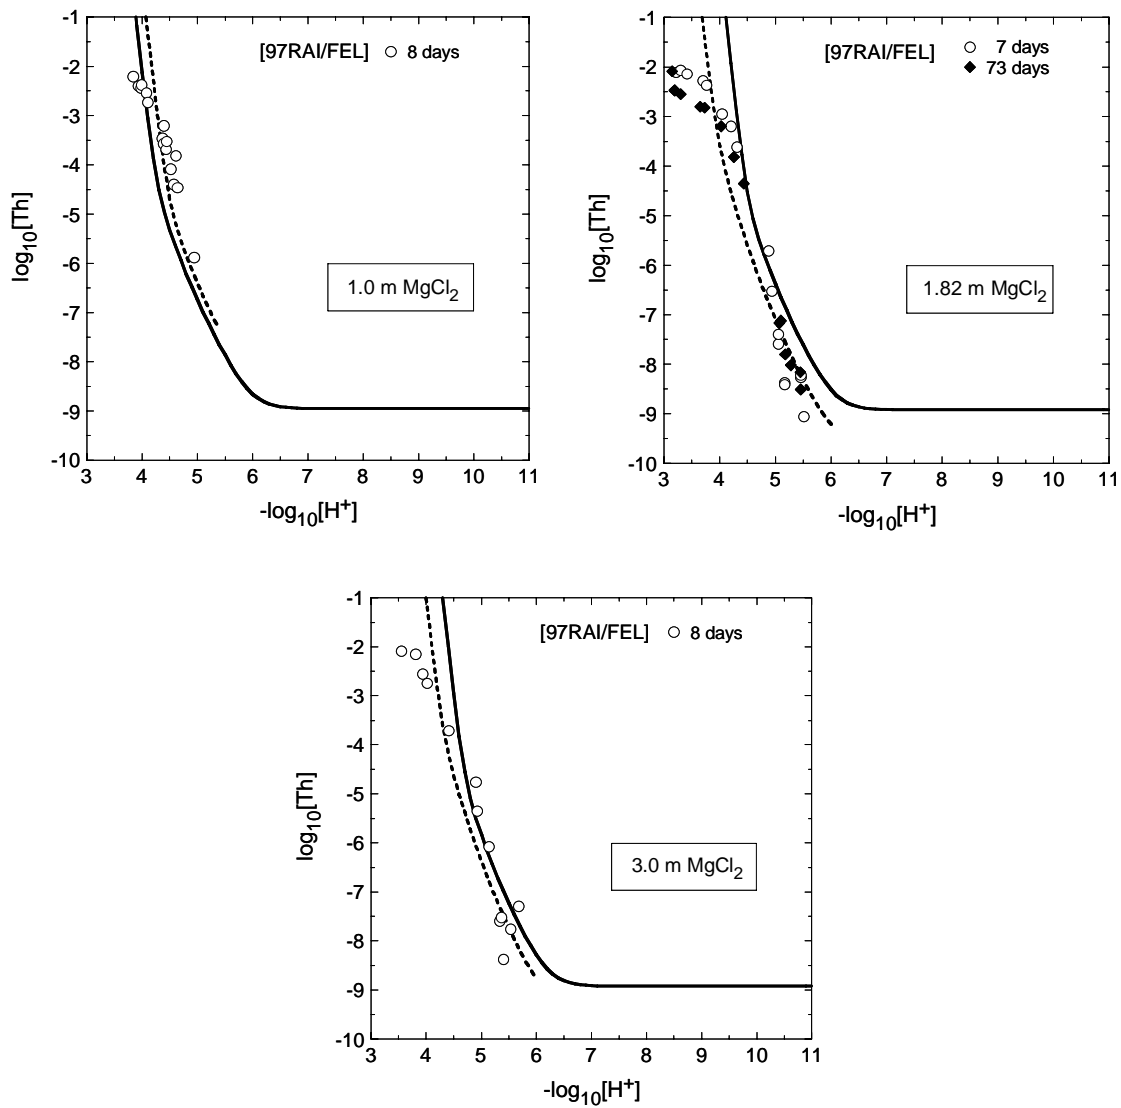 [97RAI/FEL] 8 days
1.0 m MgCl2
log10[Th]
-1
-2
-3
-4
-5
-6
-7
-8
-9
-10
3 4 5 6 7 8 9 10 11
-log10[H+]
[97RAI/FEL] 7 days
73 days
1.82 m MgCl2
log10[Th]
-1
-2
-3
-4
-5
-6
-7
-8
-9
-10
3 4 5 6 7 8 9 10 11
-log10[H+]
[97RAI/FEL] 8 days
3.0 m MgCl2
log10[Th]
-1
-2
-3
-4
-5
-6
-7
-8
-9
-10
3 4 5 6 7 8 9 10 11
-log10[H+]